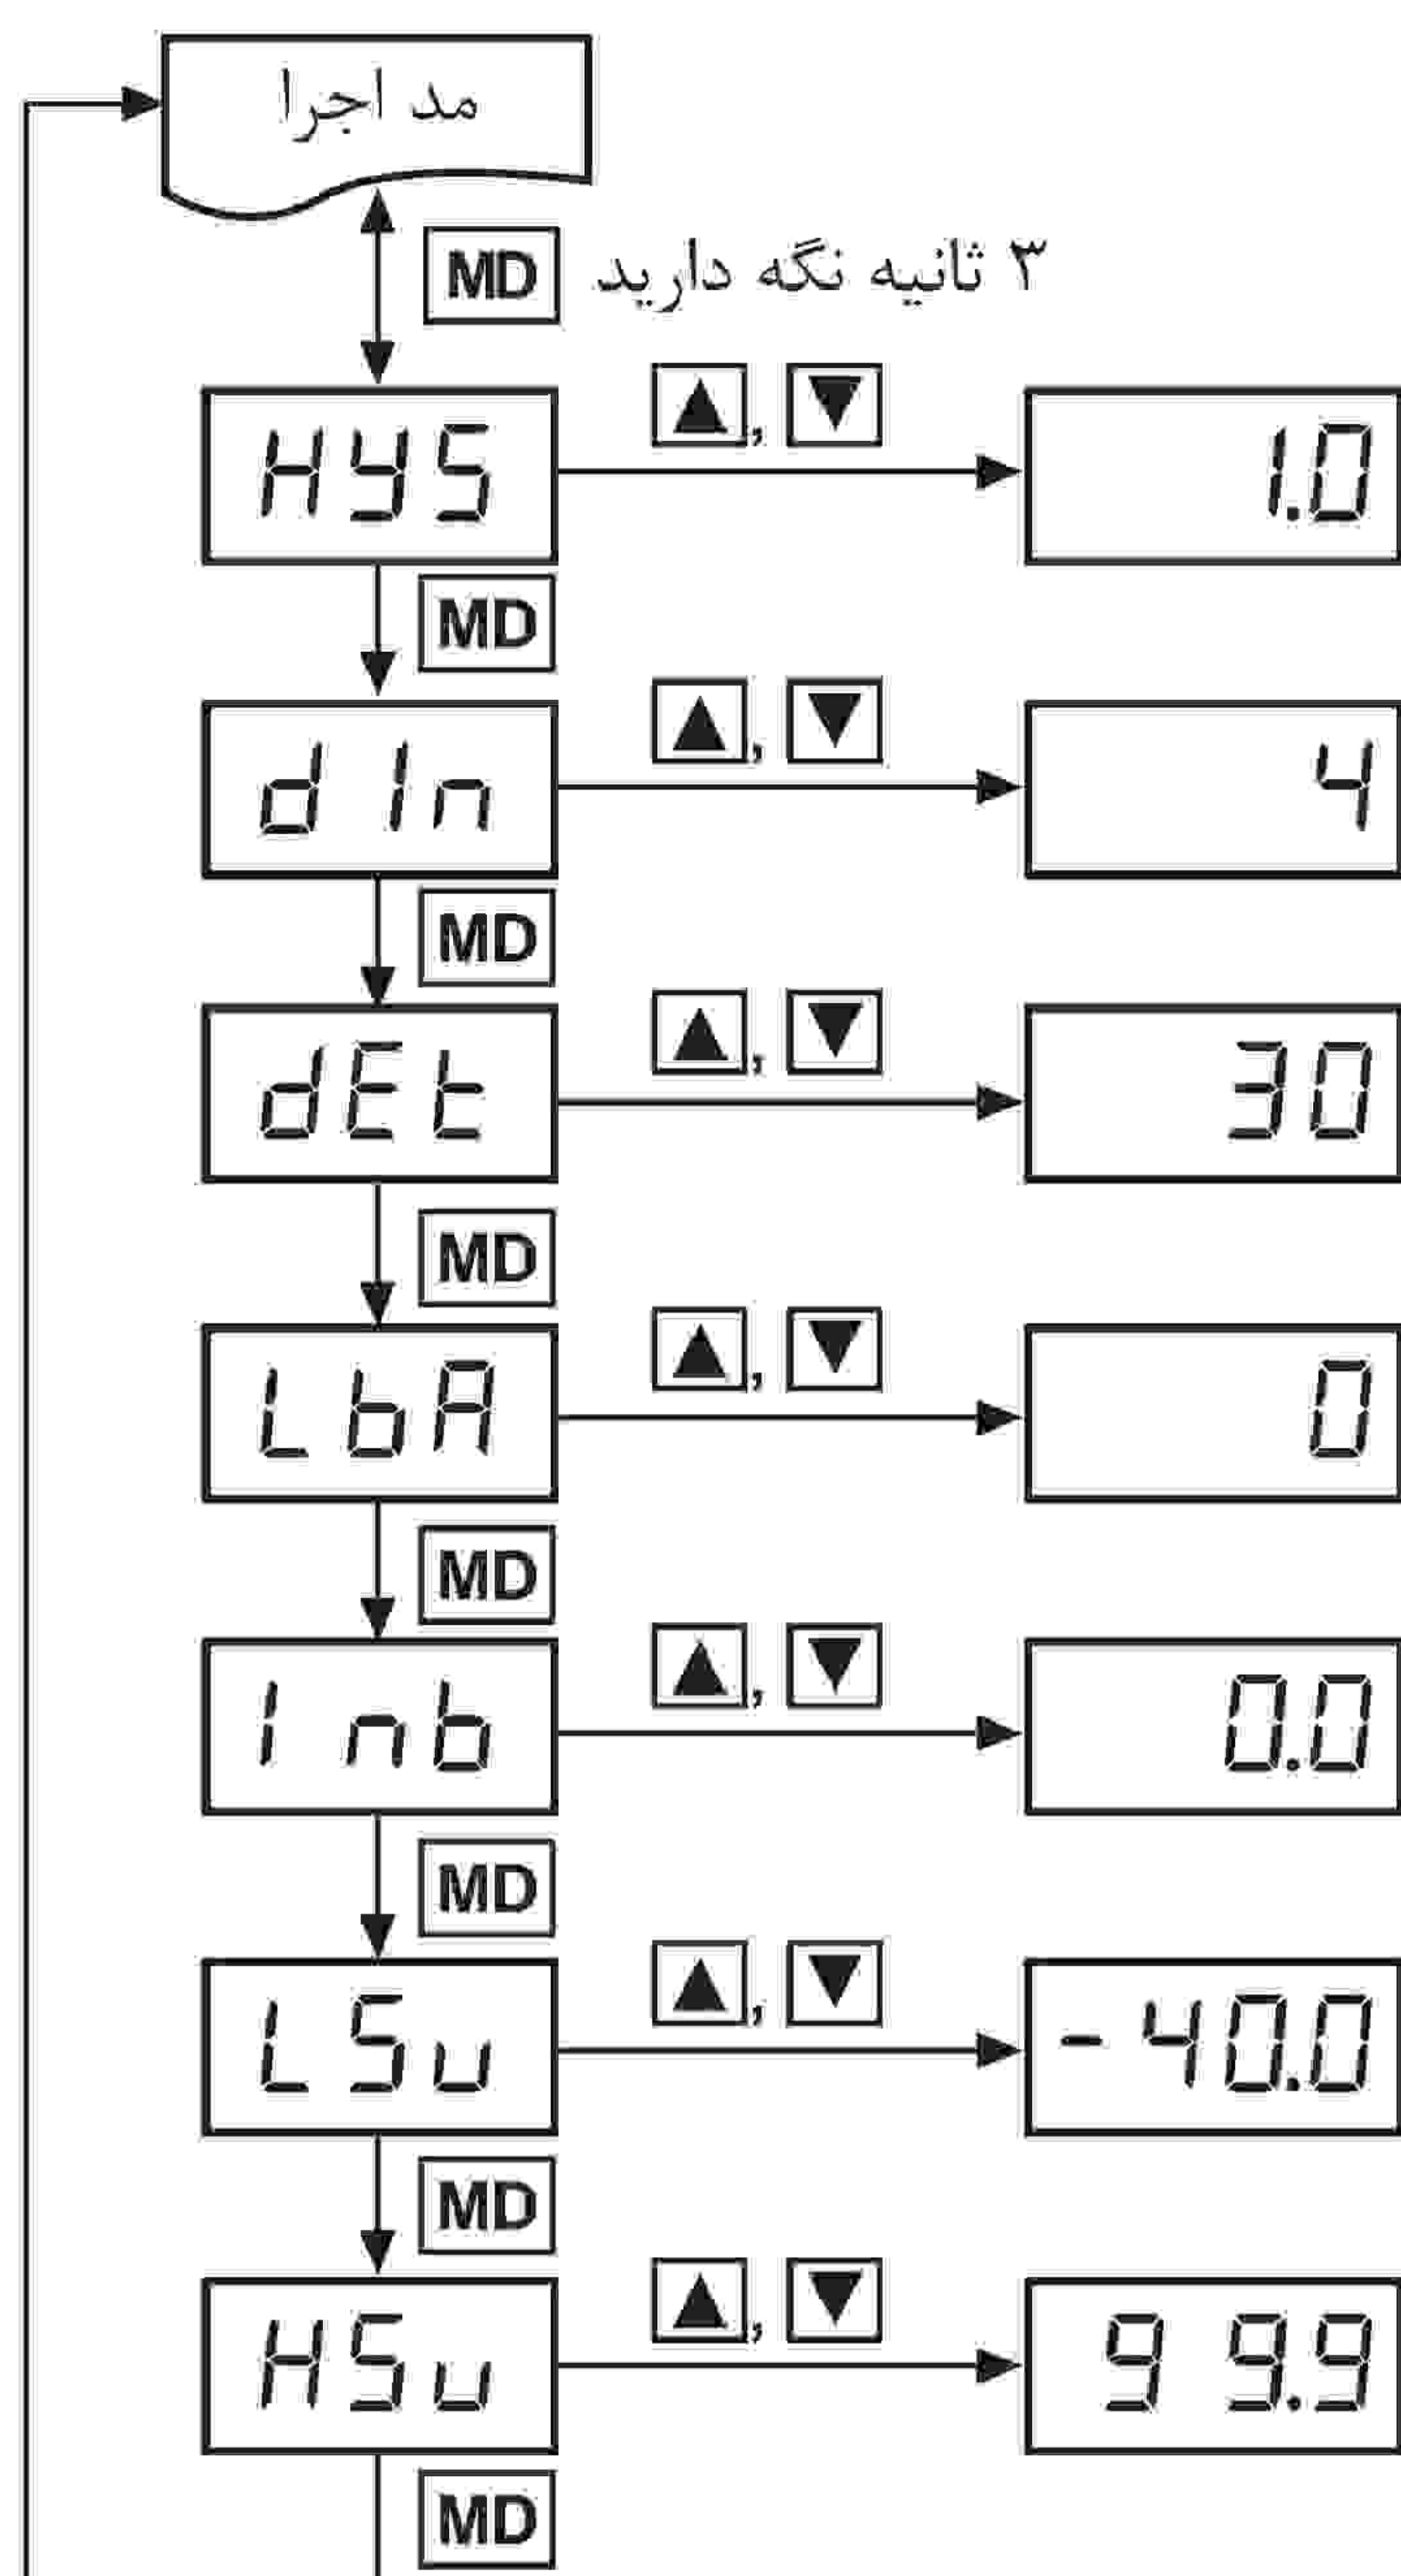 مد اجرا
MD ۳ ثانیه نگه دارید
HYS ▲, ▼ 1.0
MD
dIn ▲, ▼ 4
MD
dEt ▲, ▼ 30
MD
LbA ▲, ▼ 0
MD
Inb ▲, ▼ 0.0
MD
LSu ▲, ▼ -40.0
MD
HSu ▲, ▼ 99.9
MD